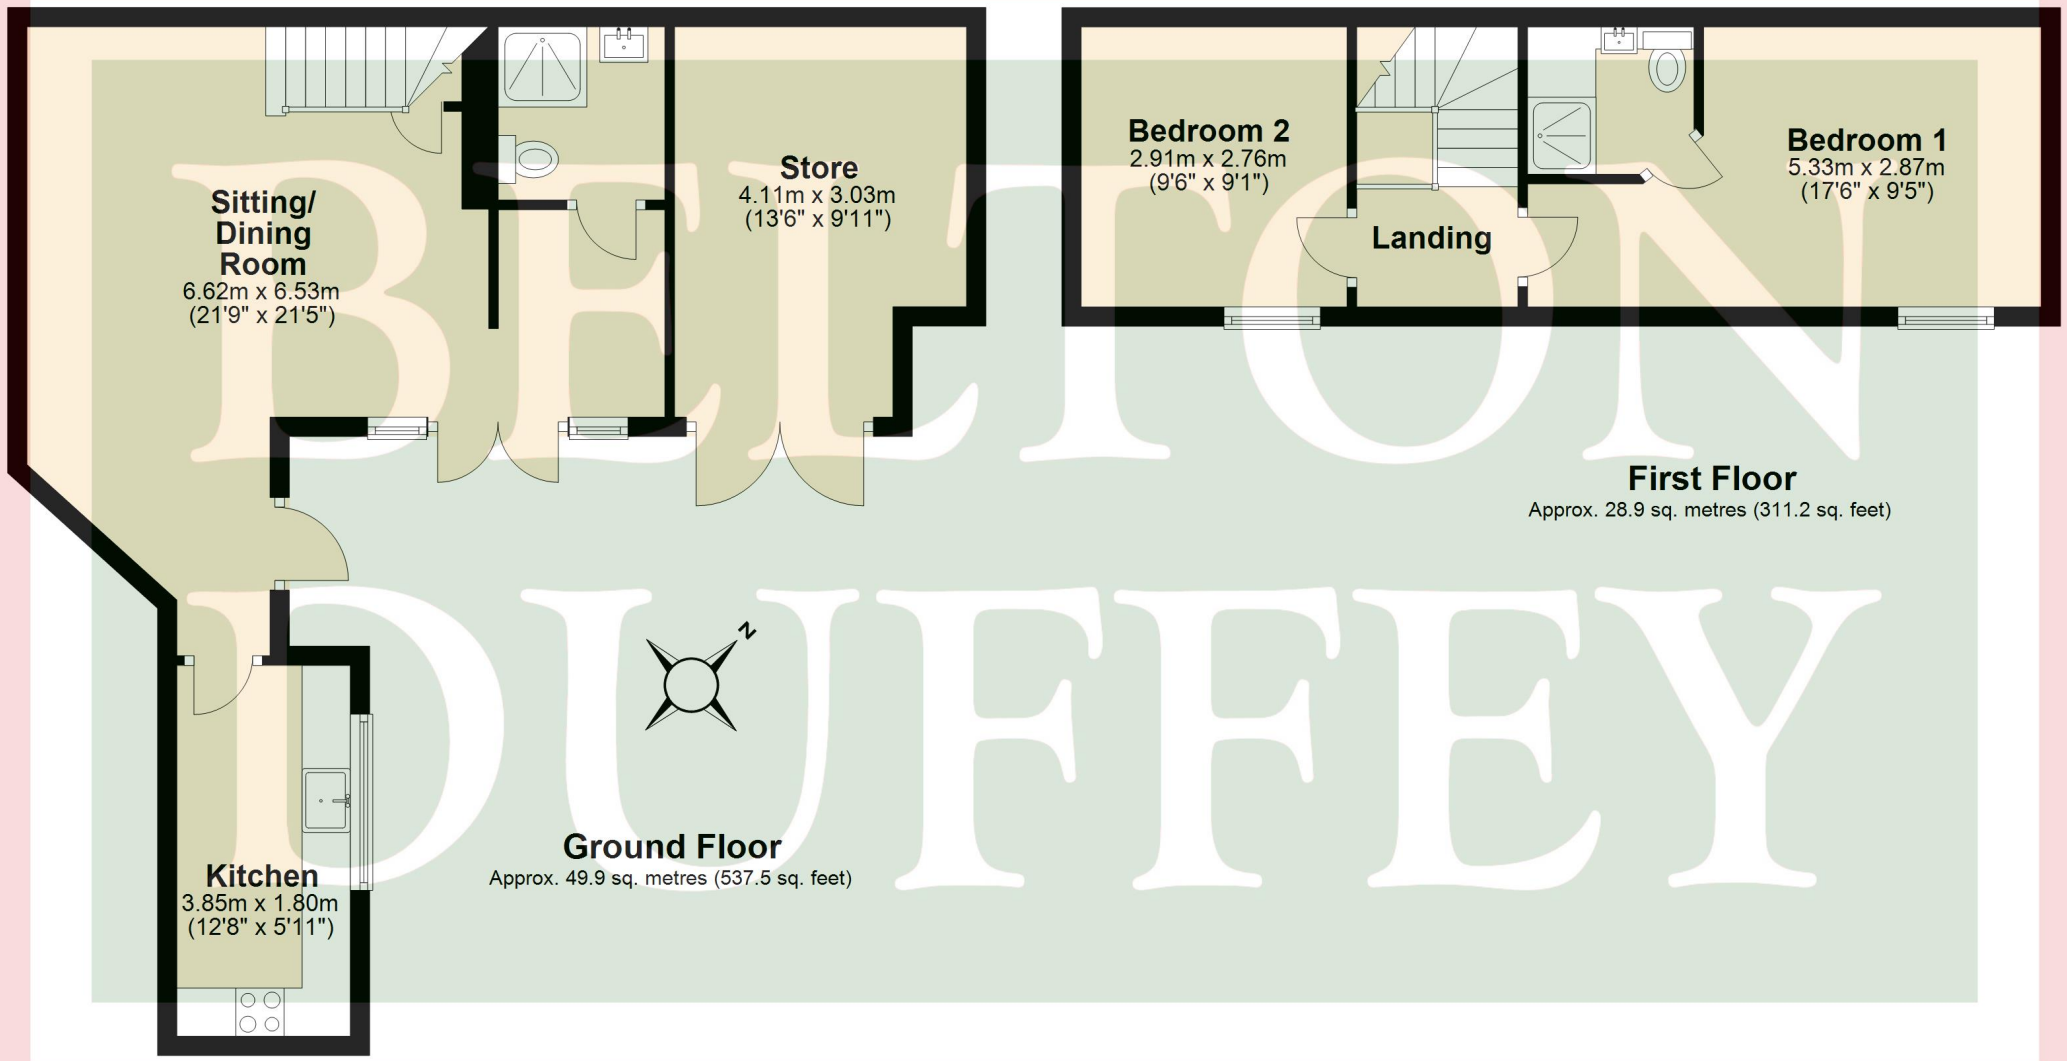 Sitting/
Dining
Room
6.62m x 6.53m
(21'9" x 21'5")
Store
4.11m x 3.03m
(13'6" x 9'11")
Bedroom 2
2.91m x 2.76m
(9'6" x 9'1")
Landing
Bedroom 1
5.33m x 2.87m
(17'6" x 9'5")
BELTON
First Floor
Approx. 28.9 sq. metres (311.2 sq. feet)
DUFFEY
N
Ground Floor
Approx. 49.9 sq. metres (537.5 sq. feet)
Kitchen
3.85m x 1.80m
(12'8" x 5'11")